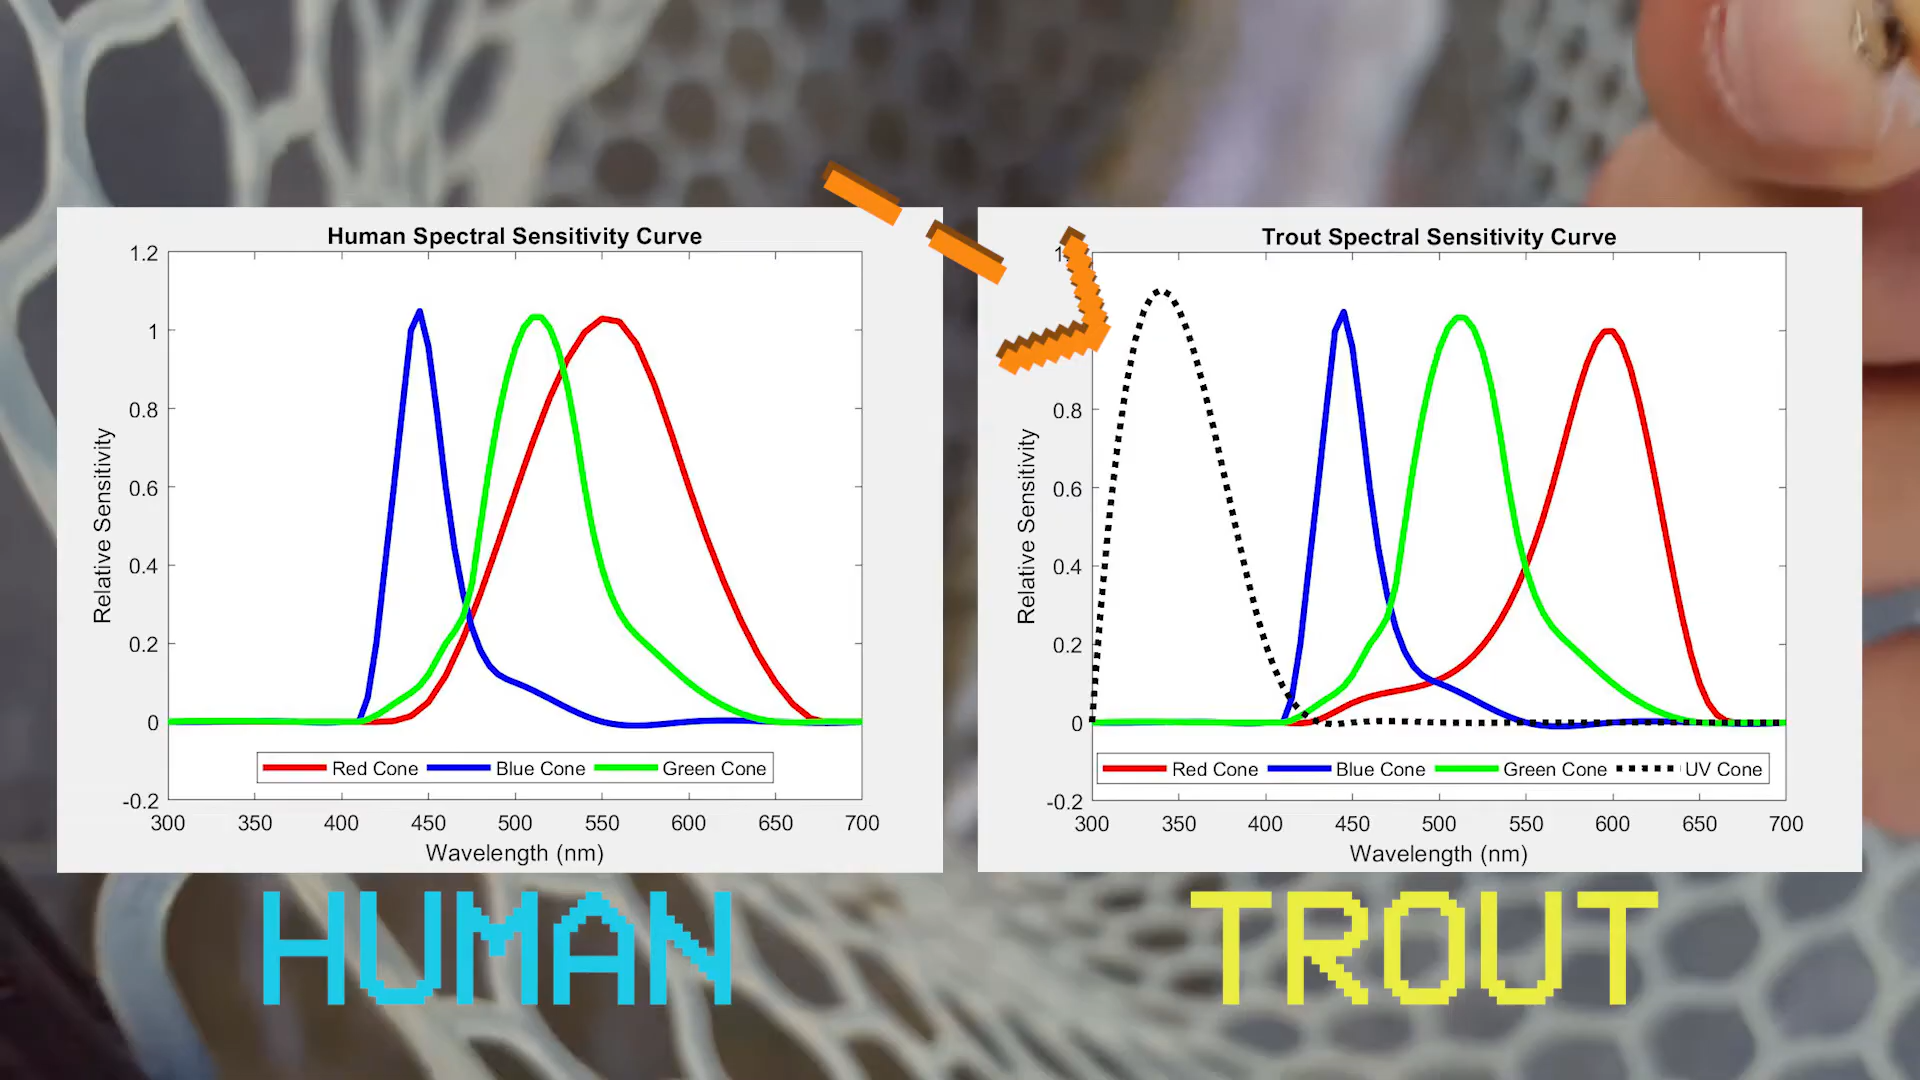 Human Spectral Sensitivity Curve
1.2
1
0.8
0.6
0.4
0.2
0
-0.2
Relative Sensitivity
Red Cone Blue Cone Green Cone
300 350 400 450 500 550 600 650 700
Wavelength (nm)
HUMAN
Trout Spectral Sensitivity Curve
0.8
0.6
0.4
0.2
0
-0.2
Relative Sensitivity
Red Cone Blue Cone Green Cone UV Cone
300 350 400 450 500 550 600 650 700
Wavelength (nm)
TROUT